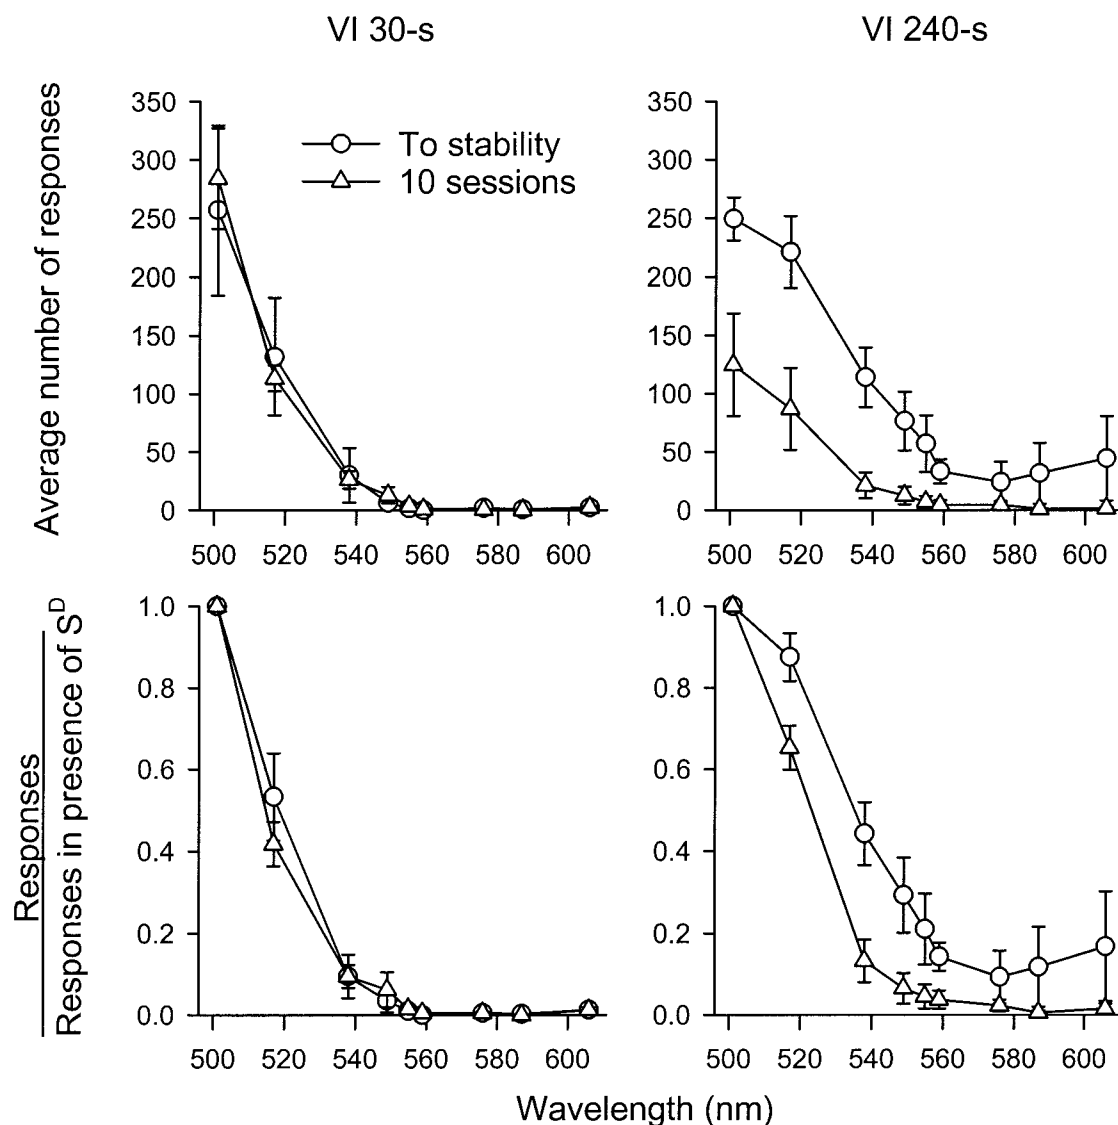 VI 30-s
VI 240-s
Average number of responses
350
300
250
200
150
100
50
0
To stability
10 sessions
500 520 540 560 580 600
350
300
250
200
150
100
50
0
500 520 540 560 580 600
Responses
Responses in presence of S^D
1.0
0.8
0.6
0.4
0.2
0.0
500 520 540 560 580 600
1.0
0.8
0.6
0.4
0.2
0.0
500 520 540 560 580 600
Wavelength (nm)